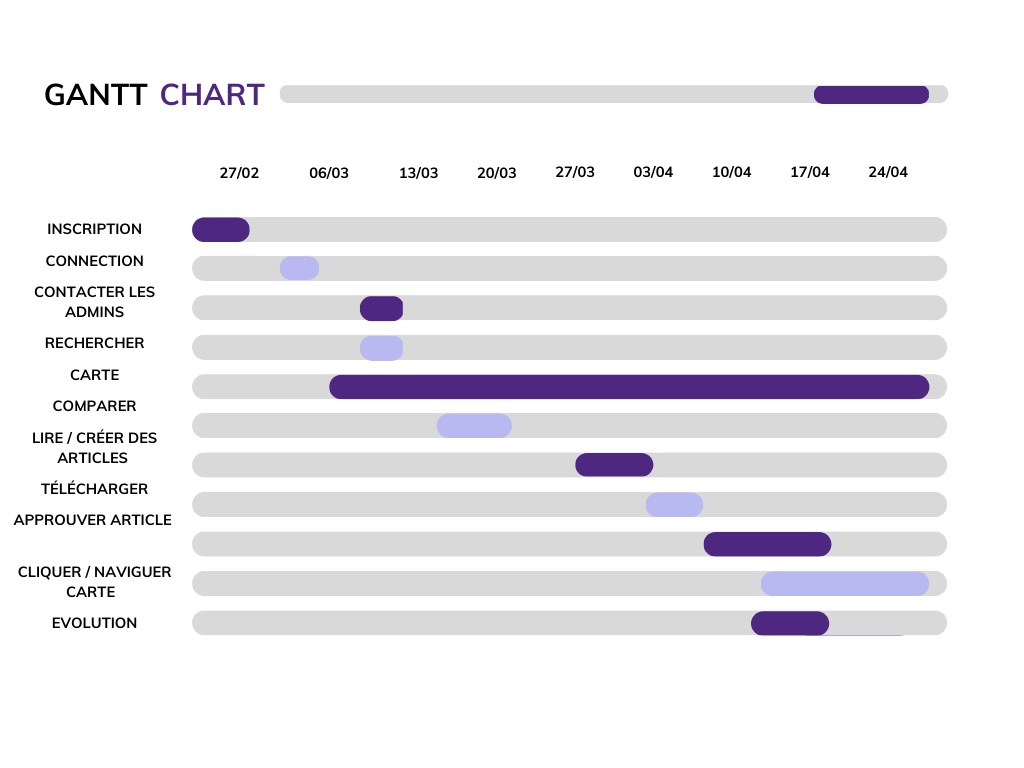 GANTT CHART
27/02 06/03 13/03 20/03 27/03 03/04 10/04 17/04 24/04
INSCRIPTION
CONNECTION
CONTACTER LES
ADMINS
RECHERCHER
CARTE
COMPARER
LIRE / CRÉER DES
ARTICLES
TÉLÉCHARGER
APPROUVER ARTICLE
CLIQUER / NAVIGUER
CARTE
EVOLUTION